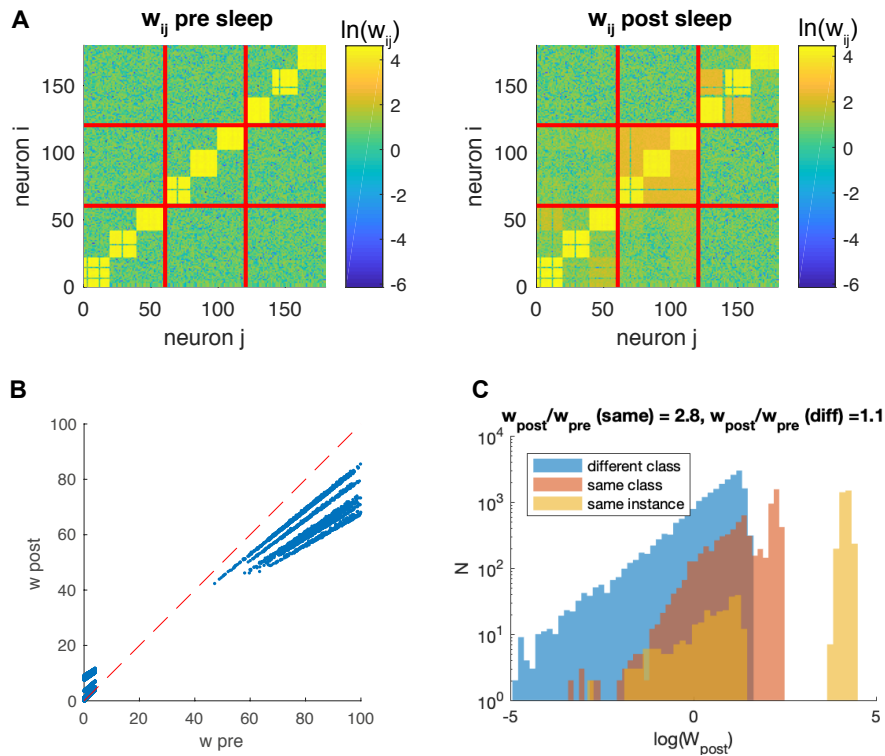 A
w_ij pre sleep
ln(w_ij)
w_ij post sleep
ln(w_ij)
neuron i
150
100
50
0
0 50 100 150
neuron j
4
2
0
-2
-4
-6
neuron i
150
100
50
0
0 50 100 150
neuron j
4
2
0
-2
-4
-6
B
w post
100
80
60
40
20
0
0 20 40 60 80 100
w pre
C
w_post/w_pre (same) = 2.8, w_post/w_pre (diff) =1.1
N
10^4
10^3
10^2
10^1
10^0
different class
same class
same instance
-5 0 5
log(W_post)